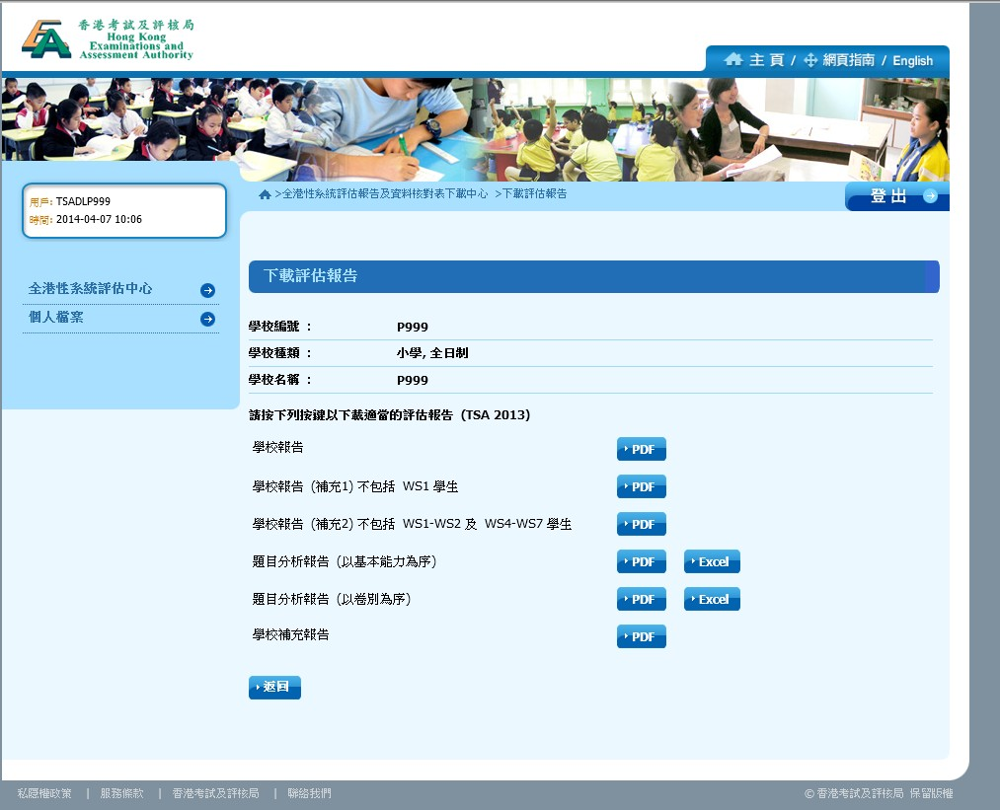 香港考試及評核局
Hong Kong
Examinations and
Assessment Authority
主 頁 / 網頁指南 / English
用戶: TSADLP999
時間: 2014-04-07 10:06
>全港性系統評估報告及資料核對表下載中心 >下載評估報告
登 出
全港性系統評估中心
個人檔案
下載評估報告
學校編號 : P999
學校種類 : 小學, 全日制
學校名稱 : P999
請按下列按鍵以下載適當的評估報告 (TSA 2013)
學校報告 PDF
學校報告 (補充1) 不包括 WS1 學生 PDF
學校報告 (補充2) 不包括 WS1-WS2 及 WS4-WS7 學生 PDF
題目分析報告 (以基本能力為序) PDF Excel
題目分析報告 (以卷別為序) PDF Excel
學校補充報告 PDF
返回
私隱權政策 | 服務條款 | 香港考試及評核局 | 聯絡我們 © 香港考試及評核局 保留版權